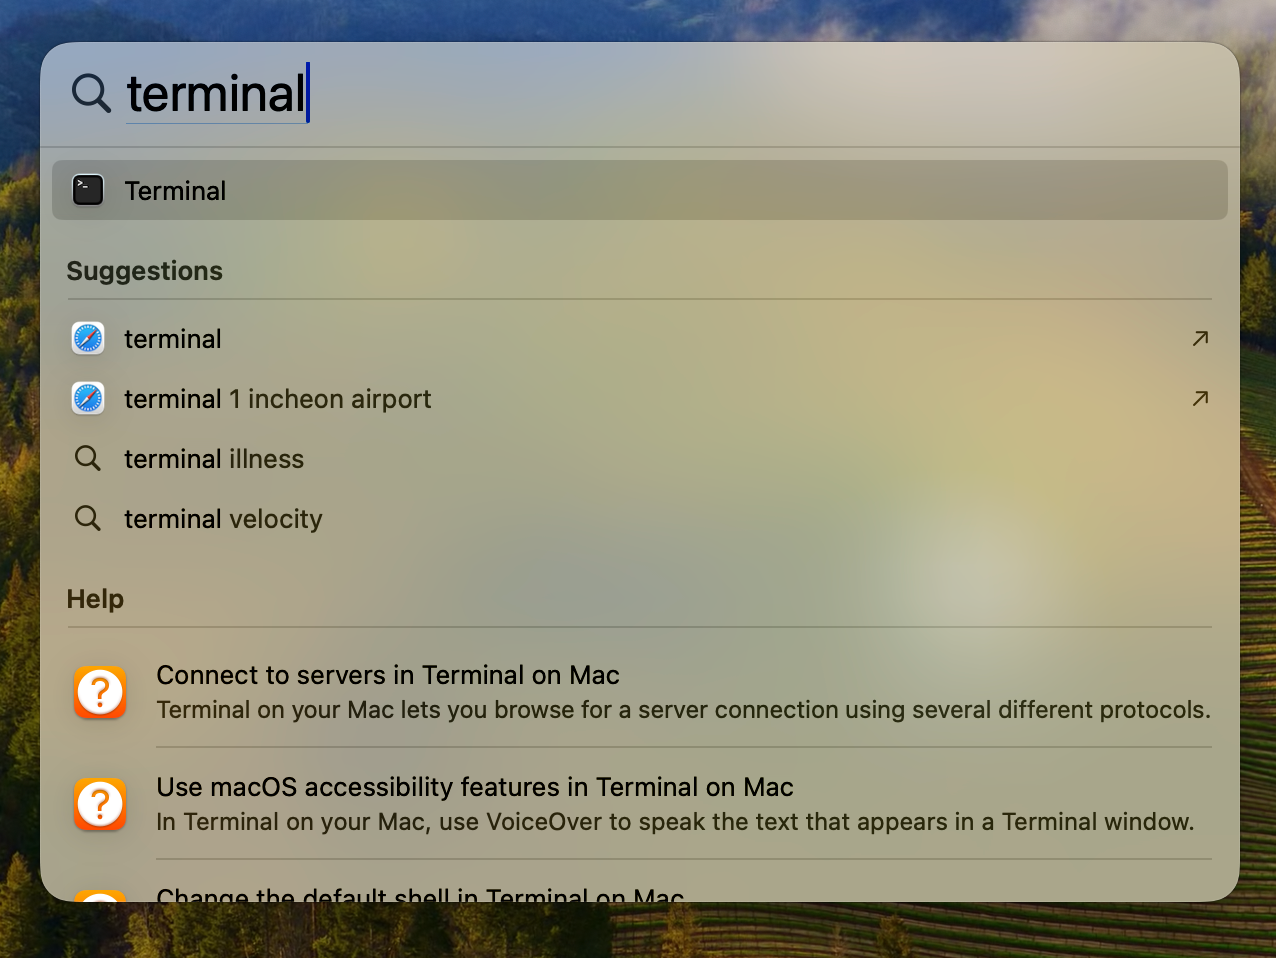 terminal
Terminal
Suggestions
terminal
terminal 1 incheon airport
terminal illness
terminal velocity
Help
Connect to servers in Terminal on Mac
Terminal on your Mac lets you browse for a server connection using several different protocols.
Use macOS accessibility features in Terminal on Mac
In Terminal on your Mac, use VoiceOver to speak the text that appears in a Terminal window.
Change the default shell in Terminal on Mac